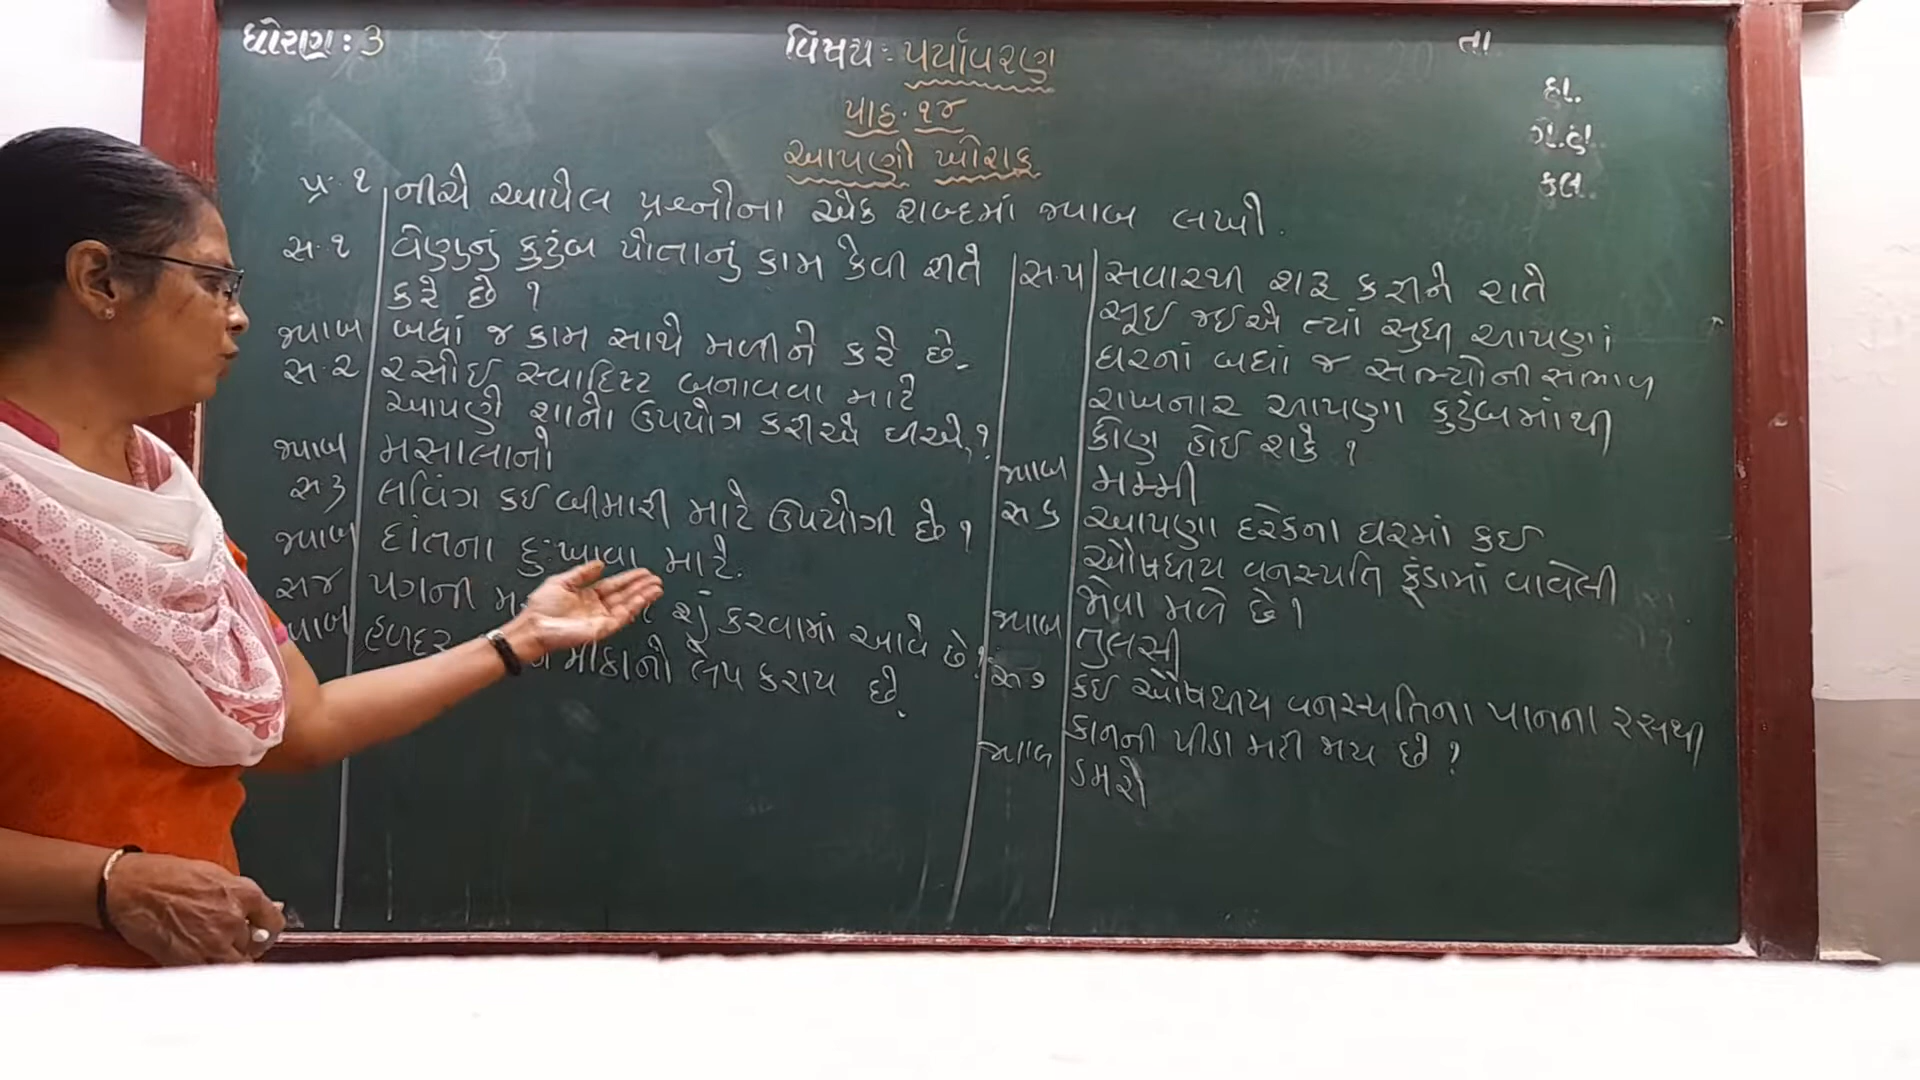 ધોરણ: 3
વિષય: પર્યાવરણ
તા.
હા.
ગે.હા.
કુલ.
પાઠ. ૧૪
આપણો ખોરાક
પ્ર. ૧ નીચે આપેલ પ્રશ્નોના એક શબ્દમાં જવાબ લખો.
સ.૧ વેણુનું કુટુંબ પોતાનું કામ કેવી રીતે
કરે છે ?
જવાબ બધાં જ કામ સાથે મળીને કરે છે.
સ.૨ રસોઈ સ્વાદિષ્ટ બનાવવા માટે
આપણે શાનો ઉપયોગ કરીએ છીએ ?
જવાબ મસાલાનો
સ.૩ લવિંગ કઈ બીમારી માટે ઉપયોગી છે ?
જવાબ દાંતના દુ:ખાવા માટે.
સ.૪ પગની શું કરવામાં આવે છે ?
જવાબ હળદર મીઠાનો લેપ કરાય છે.
સ.૫ સવારથી શરૂ કરીને રાતે
સૂઈ જઈએ ત્યાં સુધી આપણાં
ઘરનાં બધાં જ સભ્યોની સંભાળ
રાખનાર આપણા કુટુંબમાંથી
કોણ હોઈ શકે ?
જવાબ મમ્મી
સ.૬ આપણા દરેકના ઘરમાં કઈ
ઔષધીય વનસ્પતિ કૂંડામાં વાવેલી
જોવા મળે છે ?
જવાબ તુલસી
સ.૭ કઈ ઔષધીય વનસ્પતિના પાનના રસથી
કાનની પીડા મટી જાય છે ?
જવાબ ડમરો